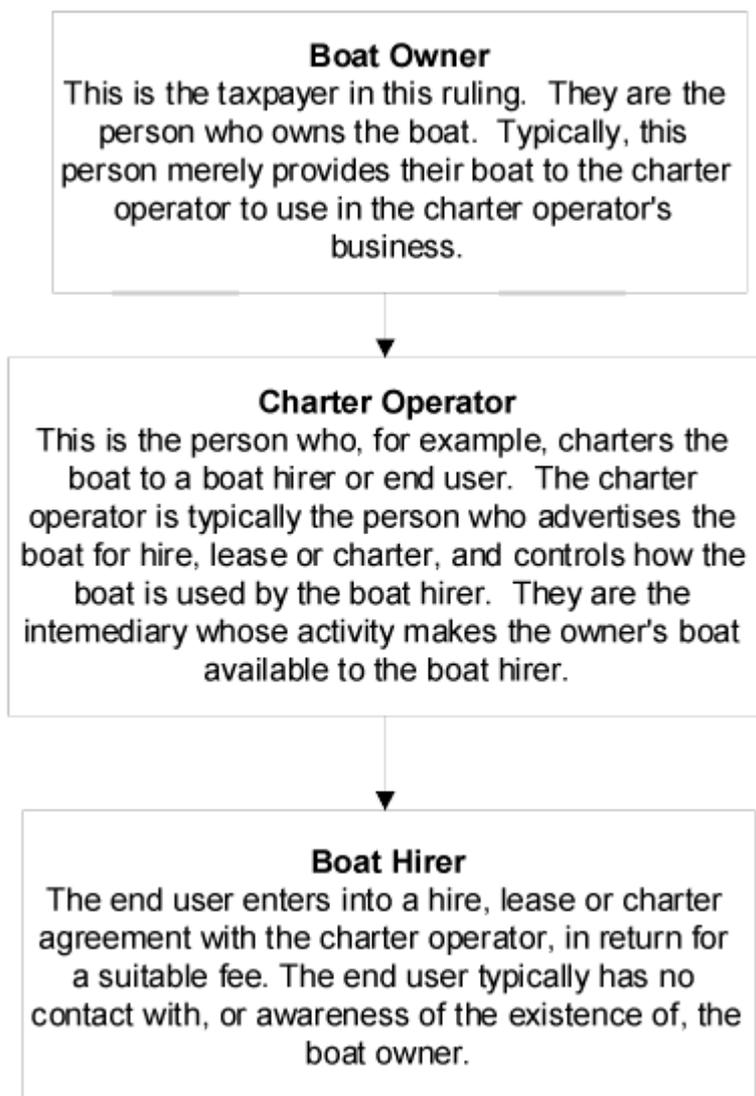 Boat Owner
This is the taxpayer in this ruling.  They are the
person who owns the boat.  Typically, this
person merely provides their boat to the charter
operator to use in the charter operator's
business.
Charter Operator
This is the person who, for example, charters the
boat to a boat hirer or end user.  The charter
operator is typically the person who advertises the
boat for hire, lease or charter, and controls how the
boat is used by the boat hirer.  They are the
intemediary whose activity makes the owner's boat
available to the boat hirer.
Boat Hirer
The end user enters into a hire, lease or charter
agreement with the charter operator, in return for
a suitable fee. The end user typically has no
contact with, or awareness of the existence of, the
boat owner.